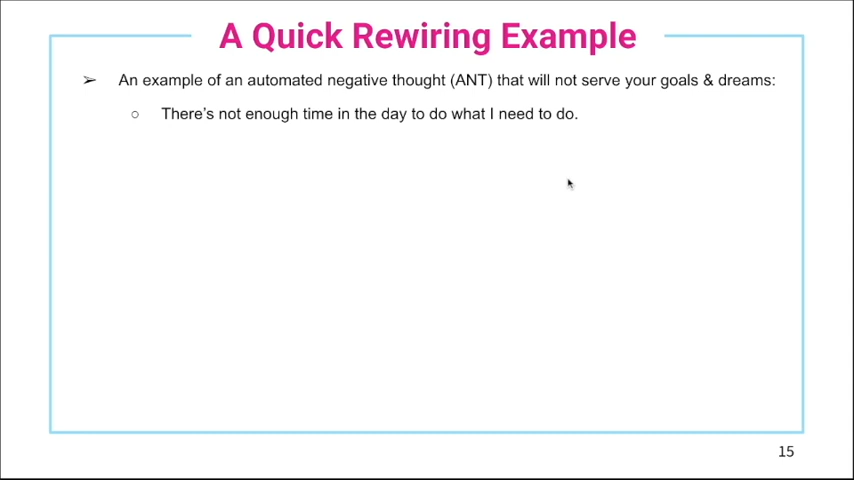 A Quick Rewiring Example
➢ An example of an automated negative thought (ANT) that will not serve your goals & dreams:
○ There’s not enough time in the day to do what I need to do.
15